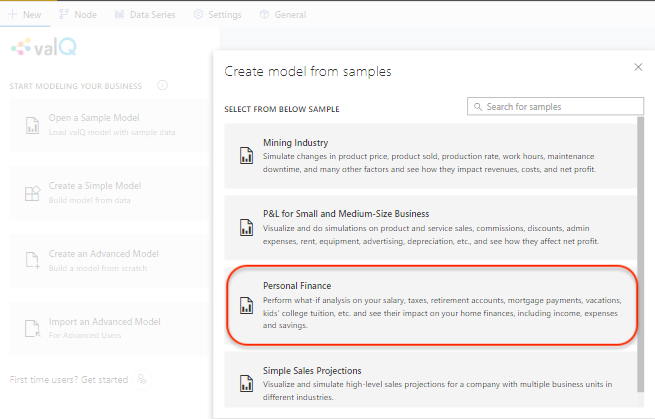 New Node Data Series Settings General
valQ
START MODELING YOUR BUSINESS
Open a Sample Model
Load valQ model with sample data
Create a Simple Model
Build model from data
Create an Advanced Model
Build a model from scratch
Import an Advanced Model
For Advanced Users
First time users? Get started
Create model from samples
SELECT FROM BELOW SAMPLE
Search for samples
Mining Industry
Simulate changes in product price, product sold, production rate, work hours, maintenance
downtime, and many other factors and see how they impact revenues, costs, and net profit.
P&L for Small and Medium-Size Business
Visualize and do simulations on product and service sales, commissions, discounts, admin
expenses, rent, equipment, advertising, depreciation, etc., and see how they affect net profit.
Personal Finance
Perform what-if analysis on your salary, taxes, retirement accounts, mortgage payments, vacations,
kids' college tuition, etc. and see their impact on your home finances, including income, expenses
and savings.
Simple Sales Projections
Visualize and simulate high-level sales projections for a company with multiple business units in
different industries.